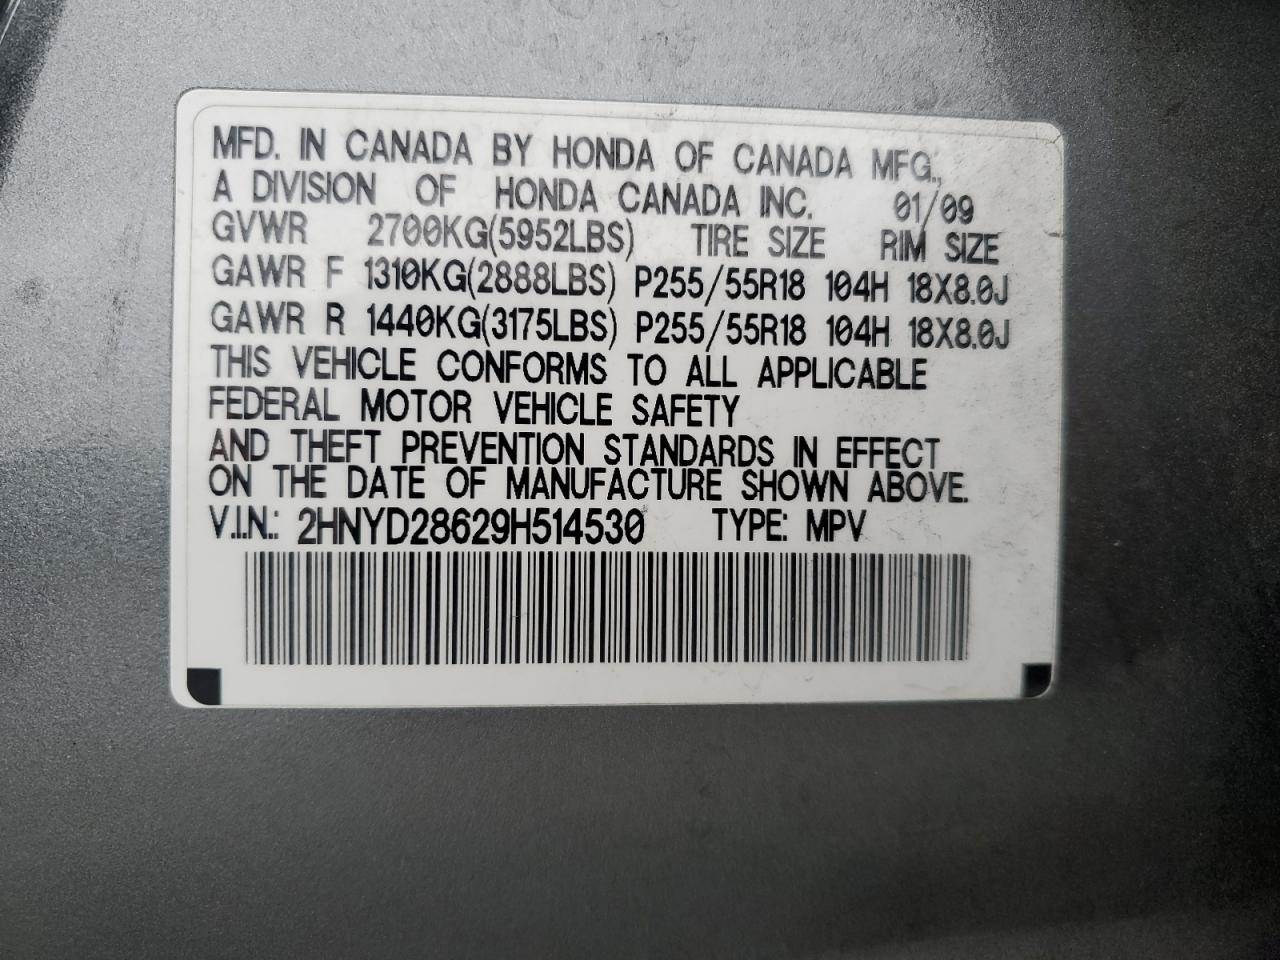 MFD. IN CANADA BY HONDA OF CANADA MFG.,
A DIVISION OF HONDA CANADA INC. 01/09
GVWR 2700KG(5952LBS) TIRE SIZE RIM SIZE
GAWR F 1310KG(2888LBS) P255/55R18 104H 18X8.0J
GAWR R 1440KG(3175LBS) P255/55R18 104H 18X8.0J
THIS VEHICLE CONFORMS TO ALL APPLICABLE
FEDERAL MOTOR VEHICLE SAFETY
AND THEFT PREVENTION STANDARDS IN EFFECT
ON THE DATE OF MANUFACTURE SHOWN ABOVE.
V.I.N.: 2HNYD28629H514530 TYPE: MPV